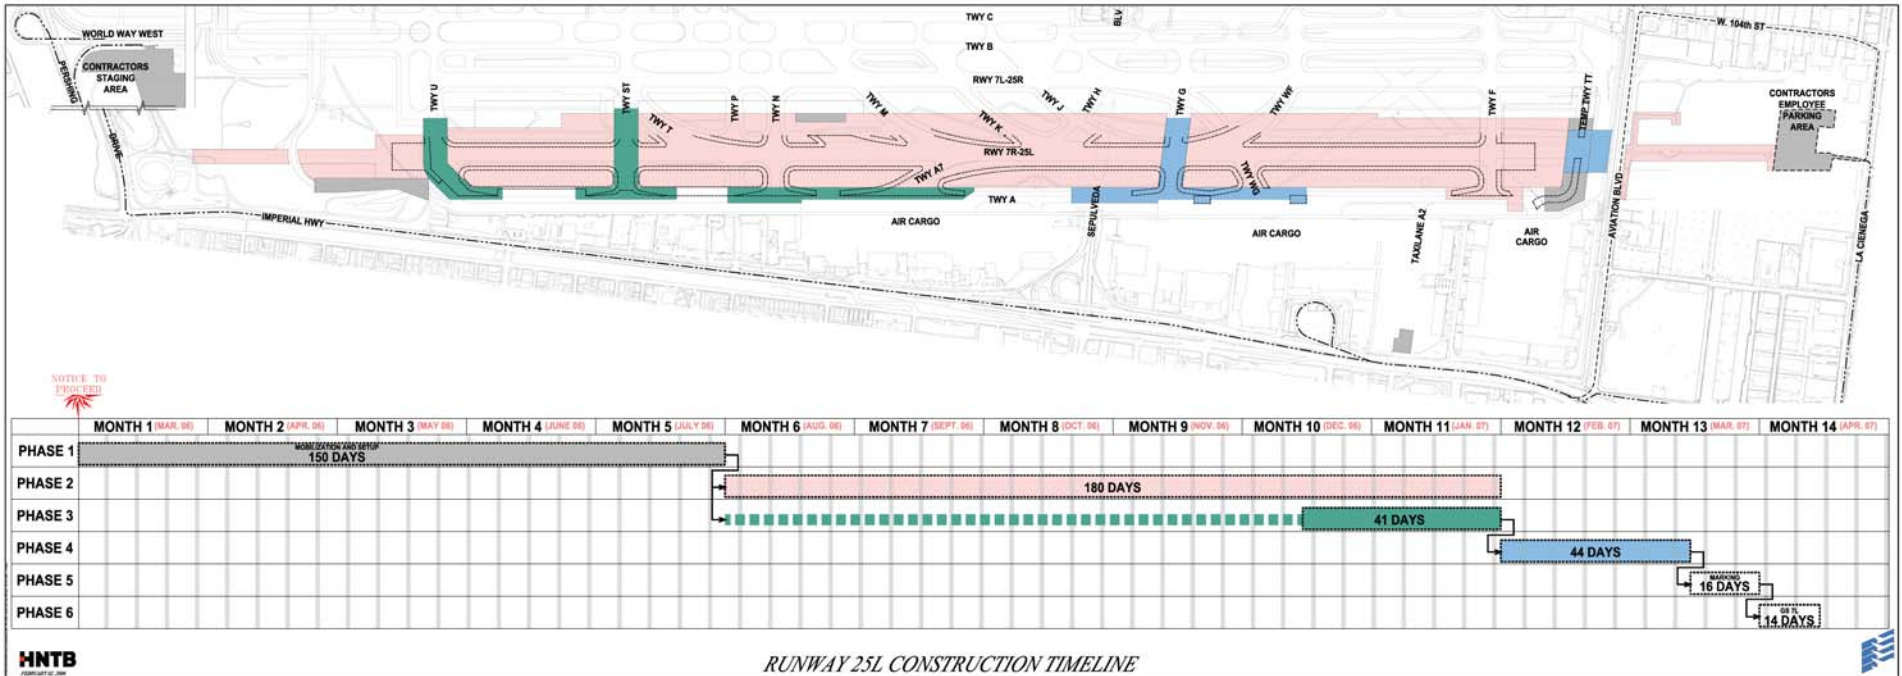 TWY C
BLV
W. 104th ST
WORLD WAY WEST
TWY B
CONTRACTORS
STAGING
AREA
PERSHING
DRIVE
RWY 7L-25R
TWY U
TWY ST
TWY T
TWY P
TWY N
TWY M
TWY K
TWY J
TWY H
TWY G
TWY WF
TWY F
TEMP TWY TT
CONTRACTORS
EMPLOYEE
PARKING
AREA
RWY 7R-25L
TWY A7
TWY WG
TWY A
IMPERIAL HWY
AIR CARGO
SEPULVEDA
AIR CARGO
TAXILANE A2
AIR
CARGO
AVIATION BLVD
LA CIENEGA
NOTICE TO
PROCEED
MONTH 1 (MAR. 06) MONTH 2 (APR. 06) MONTH 3 (MAY 06) MONTH 4 (JUNE 06) MONTH 5 (JULY 06) MONTH 6 (AUG. 06) MONTH 7 (SEPT. 06) MONTH 8 (OCT. 06) MONTH 9 (NOV. 06) MONTH 10 (DEC. 06) MONTH 11 (JAN. 07) MONTH 12 (FEB. 07) MONTH 13 (MAR. 07) MONTH 14 (APR. 07)
PHASE 1
MOBILIZATION AND SETUP
150 DAYS
PHASE 2
180 DAYS
PHASE 3
41 DAYS
PHASE 4
44 DAYS
PHASE 5
MARKING
16 DAYS
PHASE 6
GS 7L
14 DAYS
HNTB
FEBRUARY 02, 2006
RUNWAY 25L CONSTRUCTION TIMELINE